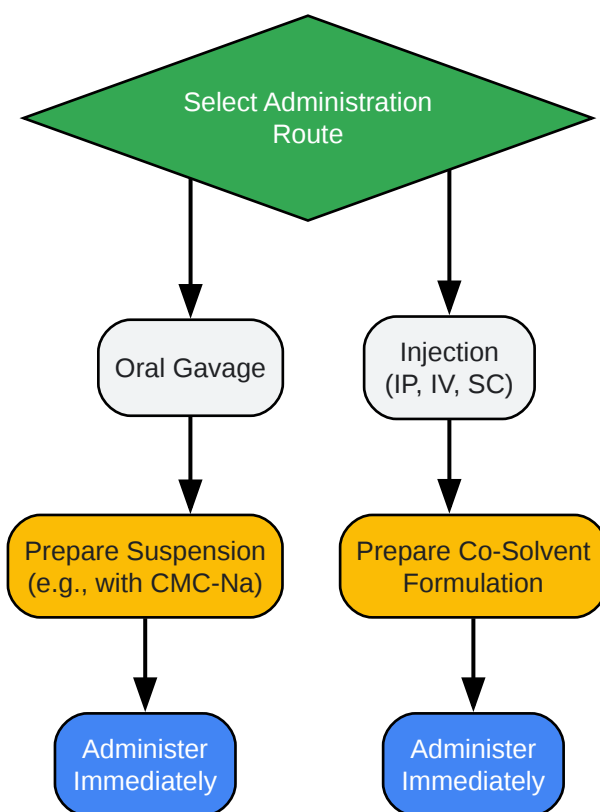 Select Administration
Route
Oral Gavage
Injection
(IP, IV, SC)
Prepare Suspension
(e.g., with CMC-Na)
Prepare Co-Solvent
Formulation
Administer
Immediately
Administer
Immediately